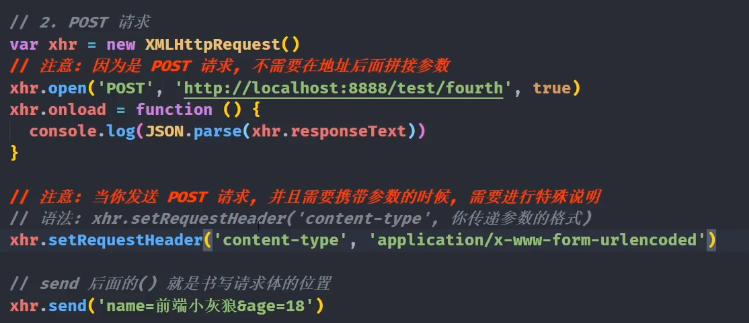 // 2. POST 请求
var xhr = new XMLHttpRequest()
// 注意: 因为是 POST 请求, 不需要在地址后面拼接参数
xhr.open('POST', 'http://localhost:8888/test/fourth', true)
xhr.onload = function () {
  console.log(JSON.parse(xhr.responseText))
}

// 注意: 当你发送 POST 请求, 并且需要携带参数的时候, 需要进行特殊说明
// 语法: xhr.setRequestHeader('content-type', 你传递参数的格式)
xhr.setRequestHeader('content-type', 'application/x-www-form-urlencoded')

// send 后面的() 就是书写请求体的位置
xhr.send('name=前端小灰狼&age=18')